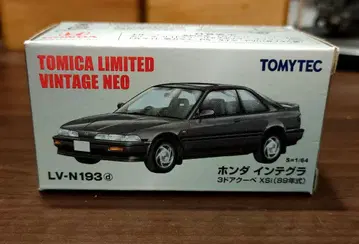 TOMICA LIMITED
VINTAGE NEO
TOMYTEC
S=1/64
LV-N193 d
ホンダ インテグラ
3ドアクーペ XSi (89年式)